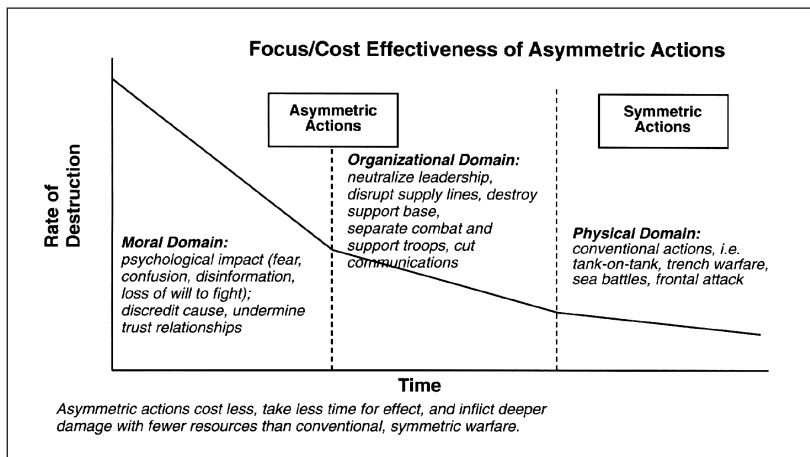 Focus/Cost Effectiveness of Asymmetric Actions
Asymmetric
Actions
Symmetric
Actions
Rate of
Destruction
Moral Domain:
psychological impact (fear,
confusion, disinformation,
loss of will to fight);
discredit cause, undermine
trust relationships
Organizational Domain:
neutralize leadership,
disrupt supply lines, destroy
support base,
separate combat and
support troops, cut
communications
Physical Domain:
conventional actions, i.e.
tank-on-tank, trench warfare,
sea battles, frontal attack
Time
Asymmetric actions cost less, take less time for effect, and inflict deeper
damage with fewer resources than conventional, symmetric warfare.